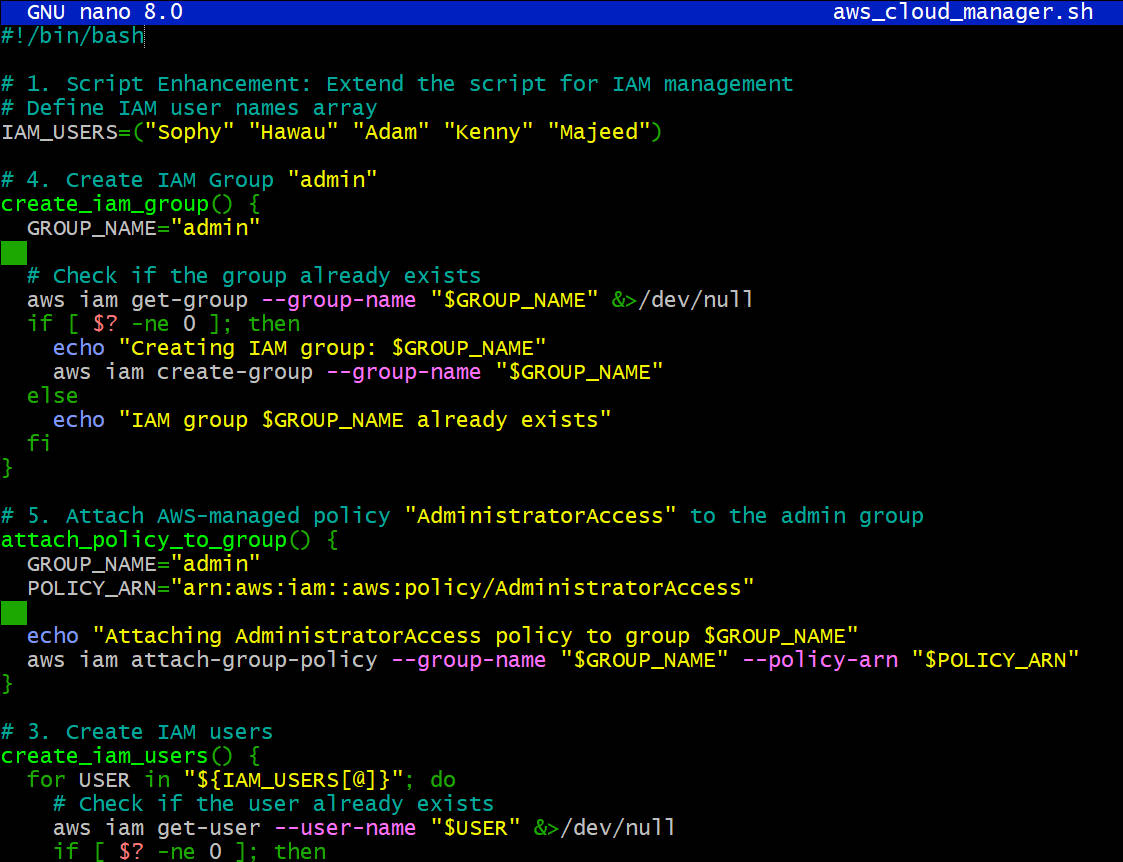 GNU nano 8.0 aws_cloud_manager.sh
#!/bin/bash
# 1. Script Enhancement: Extend the script for IAM management
# Define IAM user names array
IAM_USERS=("Sophy" "Hawau" "Adam" "Kenny" "Majeed")
# 4. Create IAM Group "admin"
create_iam_group() {
  GROUP_NAME="admin"
  # Check if the group already exists
  aws iam get-group --group-name "$GROUP_NAME" &>/dev/null
  if [ $? -ne 0 ]; then
    echo "Creating IAM group: $GROUP_NAME"
    aws iam create-group --group-name "$GROUP_NAME"
  else
    echo "IAM group $GROUP_NAME already exists"
  fi
}
# 5. Attach AWS-managed policy "AdministratorAccess" to the admin group
attach_policy_to_group() {
  GROUP_NAME="admin"
  POLICY_ARN="arn:aws:iam::aws:policy/AdministratorAccess"
  echo "Attaching AdministratorAccess policy to group $GROUP_NAME"
  aws iam attach-group-policy --group-name "$GROUP_NAME" --policy-arn "$POLICY_ARN"
}
# 3. Create IAM users
create_iam_users() {
  for USER in "${IAM_USERS[@]}"; do
    # Check if the user already exists
    aws iam get-user --user-name "$USER" &>/dev/null
    if [ $? -ne 0 ]; then